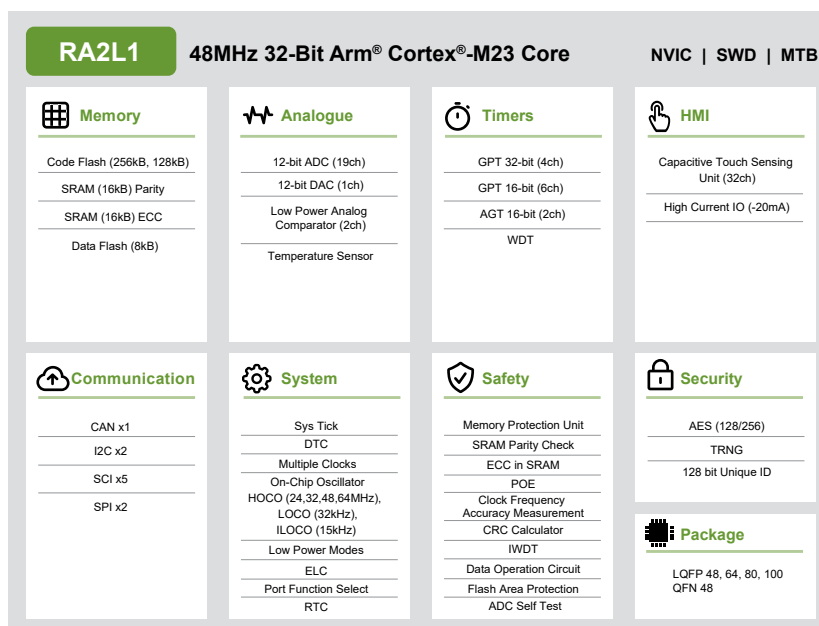 RA2L1
48MHz 32-Bit Arm® Cortex®-M23 Core
NVIC | SWD | MTB
Memory
Code Flash (256kB, 128kB)
SRAM (16kB) Parity
SRAM (16kB) ECC
Data Flash (8kB)
Analogue
12-bit ADC (19ch)
12-bit DAC (1ch)
Low Power Analog
Comparator (2ch)
Temperature Sensor
Timers
GPT 32-bit (4ch)
GPT 16-bit (6ch)
AGT 16-bit (2ch)
WDT
HMI
Capacitive Touch Sensing
Unit (32ch)
High Current IO (-20mA)
Communication
CAN x1
I2C x2
SCI x5
SPI x2
System
Sys Tick
DTC
Multiple Clocks
On-Chip Oscillator
HOCO (24,32,48,64MHz),
LOCO (32kHz),
ILOCO (15kHz)
Low Power Modes
ELC
Port Function Select
RTC
Safety
Memory Protection Unit
SRAM Parity Check
ECC in SRAM
POE
Clock Frequency
Accuracy Measurement
CRC Calculator
IWDT
Data Operation Circuit
Flash Area Protection
ADC Self Test
Security
AES (128/256)
TRNG
128 bit Unique ID
Package
LQFP 48, 64, 80, 100
QFN 48